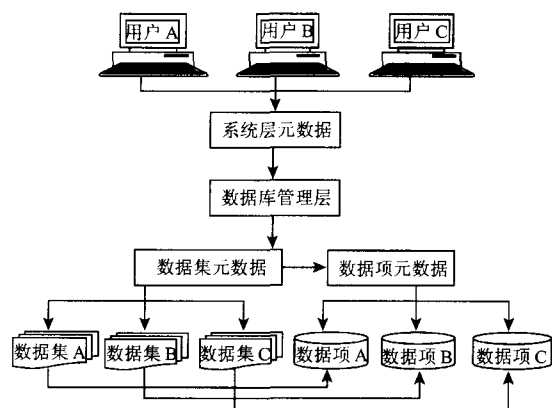 用户A 用户B 用户C
系统层元数据
数据库管理层
数据集元数据 数据项元数据
数据集A 数据集B 数据集C 数据项A 数据项B 数据项C